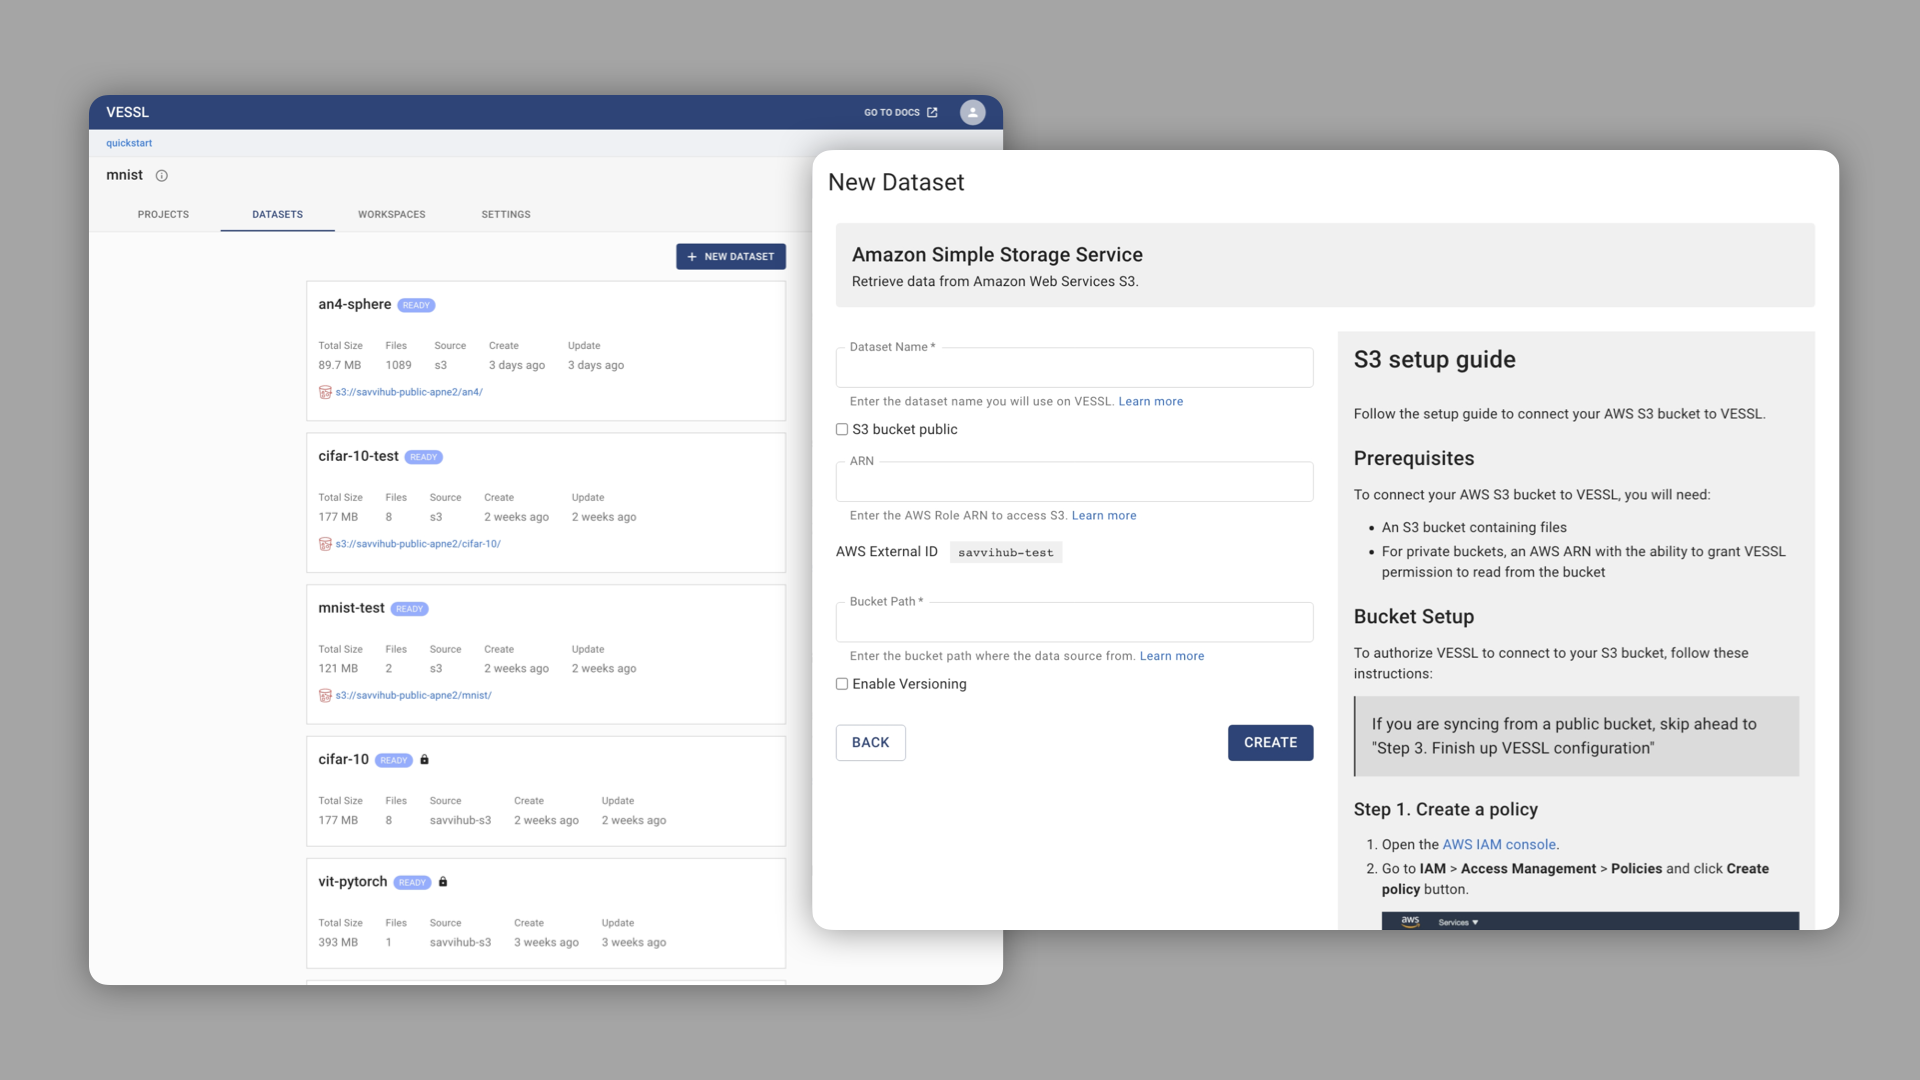 VESSL
GO TO DOCS
quickstart
mnist
PROJECTS DATASETS WORKSPACES SETTINGS
+ NEW DATASET
an4-sphere READY
Total Size Files Source Create Update
89.7 MB 1089 s3 3 days ago 3 days ago
s3://savvihub-public-apne2/an4/
cifar-10-test READY
Total Size Files Source Create Update
177 MB 8 s3 2 weeks ago 2 weeks ago
s3://savvihub-public-apne2/cifar-10/
mnist-test READY
Total Size Files Source Create Update
121 MB 2 s3 2 weeks ago 2 weeks ago
s3://savvihub-public-apne2/mnist/
cifar-10 READY
Total Size Files Source Create Update
177 MB 8 savvihub-s3 2 weeks ago 2 weeks ago
vit-pytorch READY
Total Size Files Source Create Update
393 MB 1 savvihub-s3 3 weeks ago 3 weeks ago
New Dataset
Amazon Simple Storage Service
Retrieve data from Amazon Web Services S3.
Dataset Name *
Enter the dataset name you will use on VESSL. Learn more
S3 bucket public
ARN
Enter the AWS Role ARN to access S3. Learn more
AWS External ID savvihub-test
Bucket Path *
Enter the bucket path where the data source from. Learn more
Enable Versioning
BACK CREATE
S3 setup guide
Follow the setup guide to connect your AWS S3 bucket to VESSL.
Prerequisites
To connect your AWS S3 bucket to VESSL, you will need:
• An S3 bucket containing files
• For private buckets, an AWS ARN with the ability to grant VESSL
permission to read from the bucket
Bucket Setup
To authorize VESSL to connect to your S3 bucket, follow these
instructions:
If you are syncing from a public bucket, skip ahead to
"Step 3. Finish up VESSL configuration"
Step 1. Create a policy
1. Open the AWS IAM console.
2. Go to IAM > Access Management > Policies and click Create
policy button.
aws Services ▼